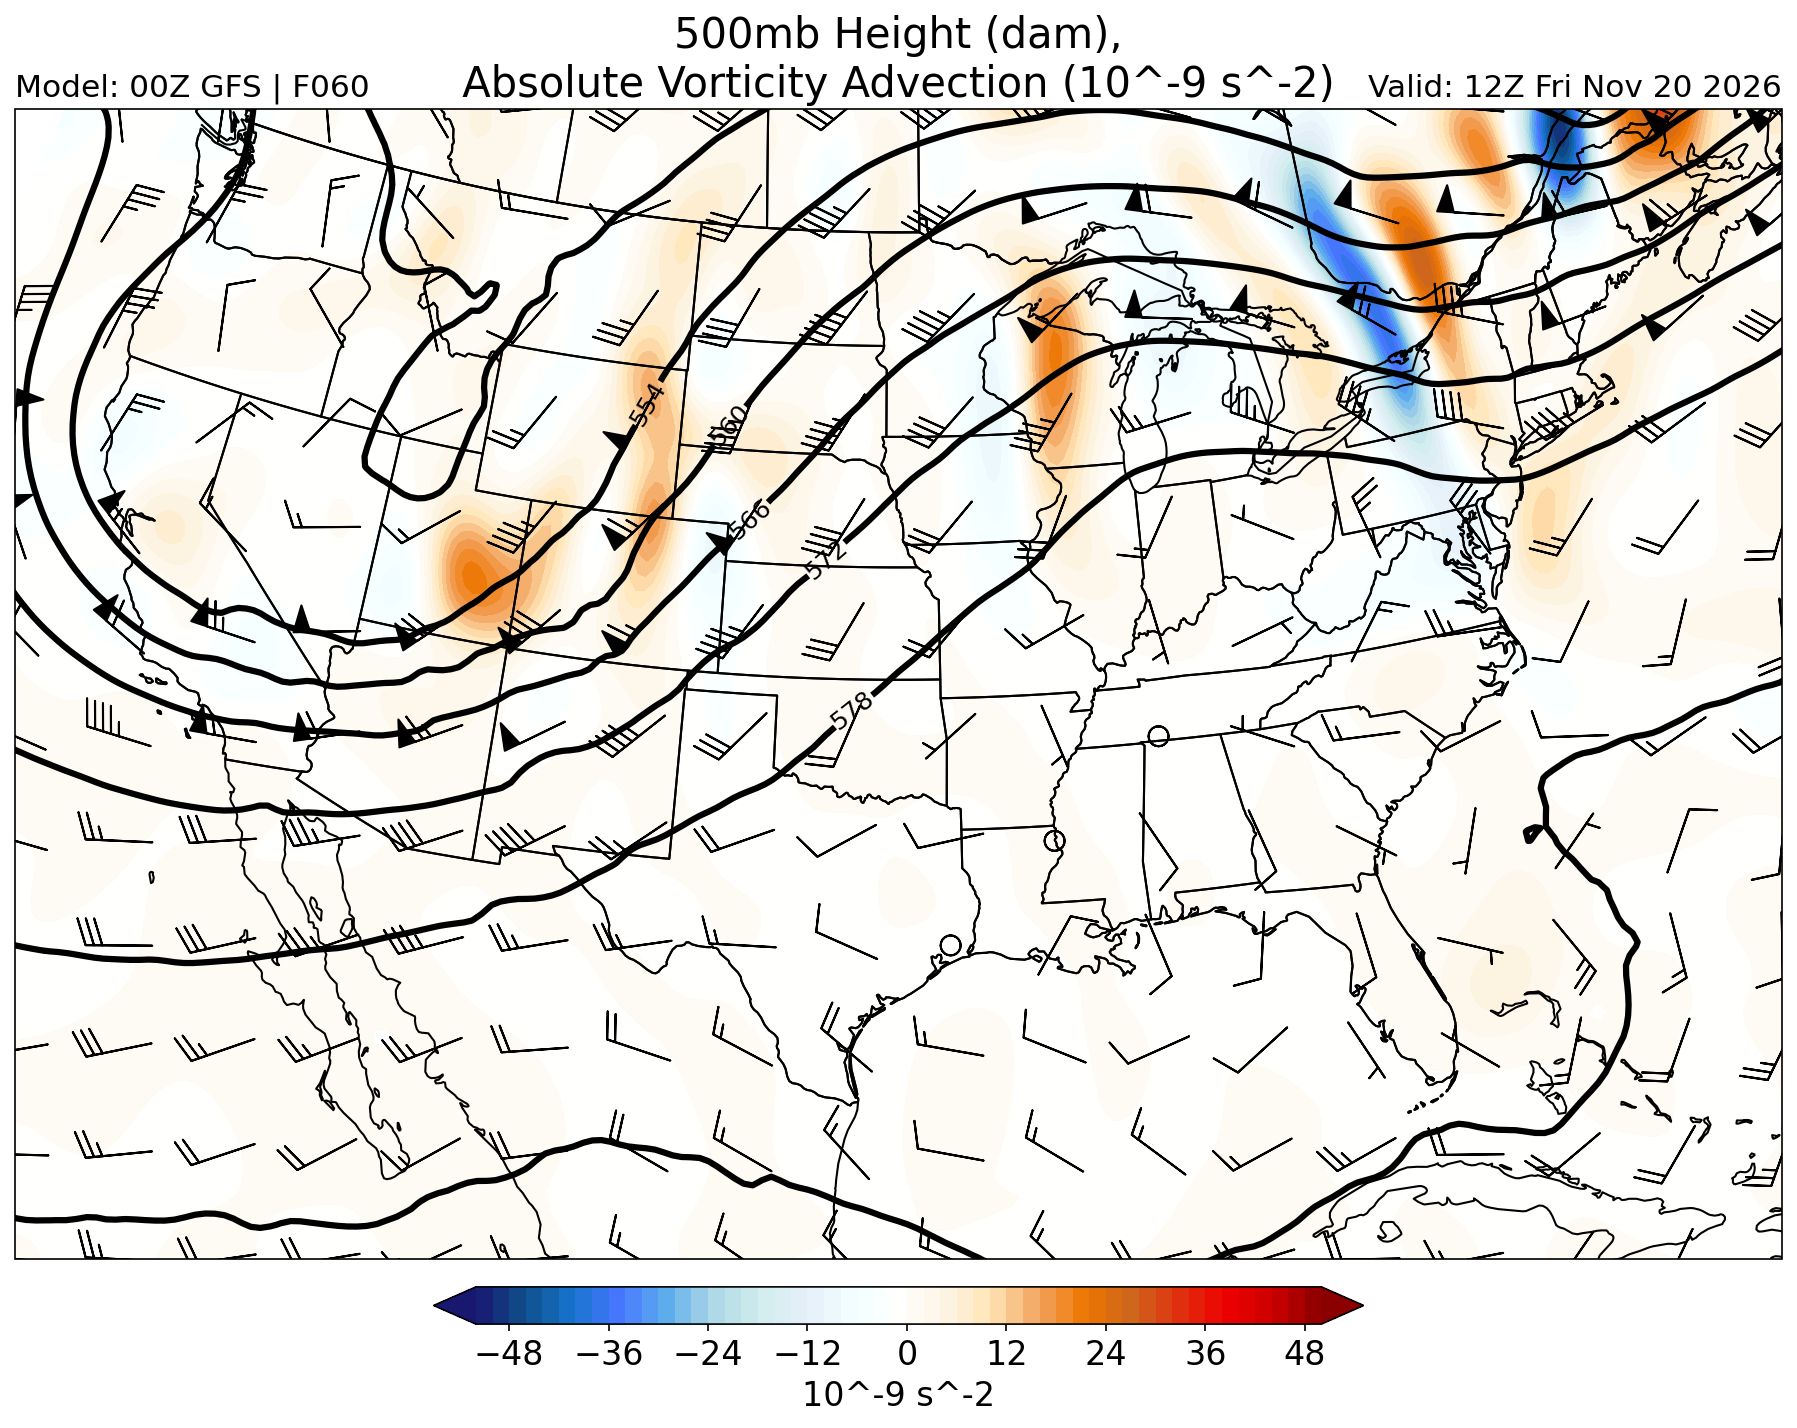 500mb Height (dam),
Model: 00Z GFS | F060
Absolute Vorticity Advection (10^-9 s^-2)
Valid: 12Z Fri Nov 20 2026
554
560
566
572
578
−48 −36 −24 −12 0 12 24 36 48
10^-9 s^-2